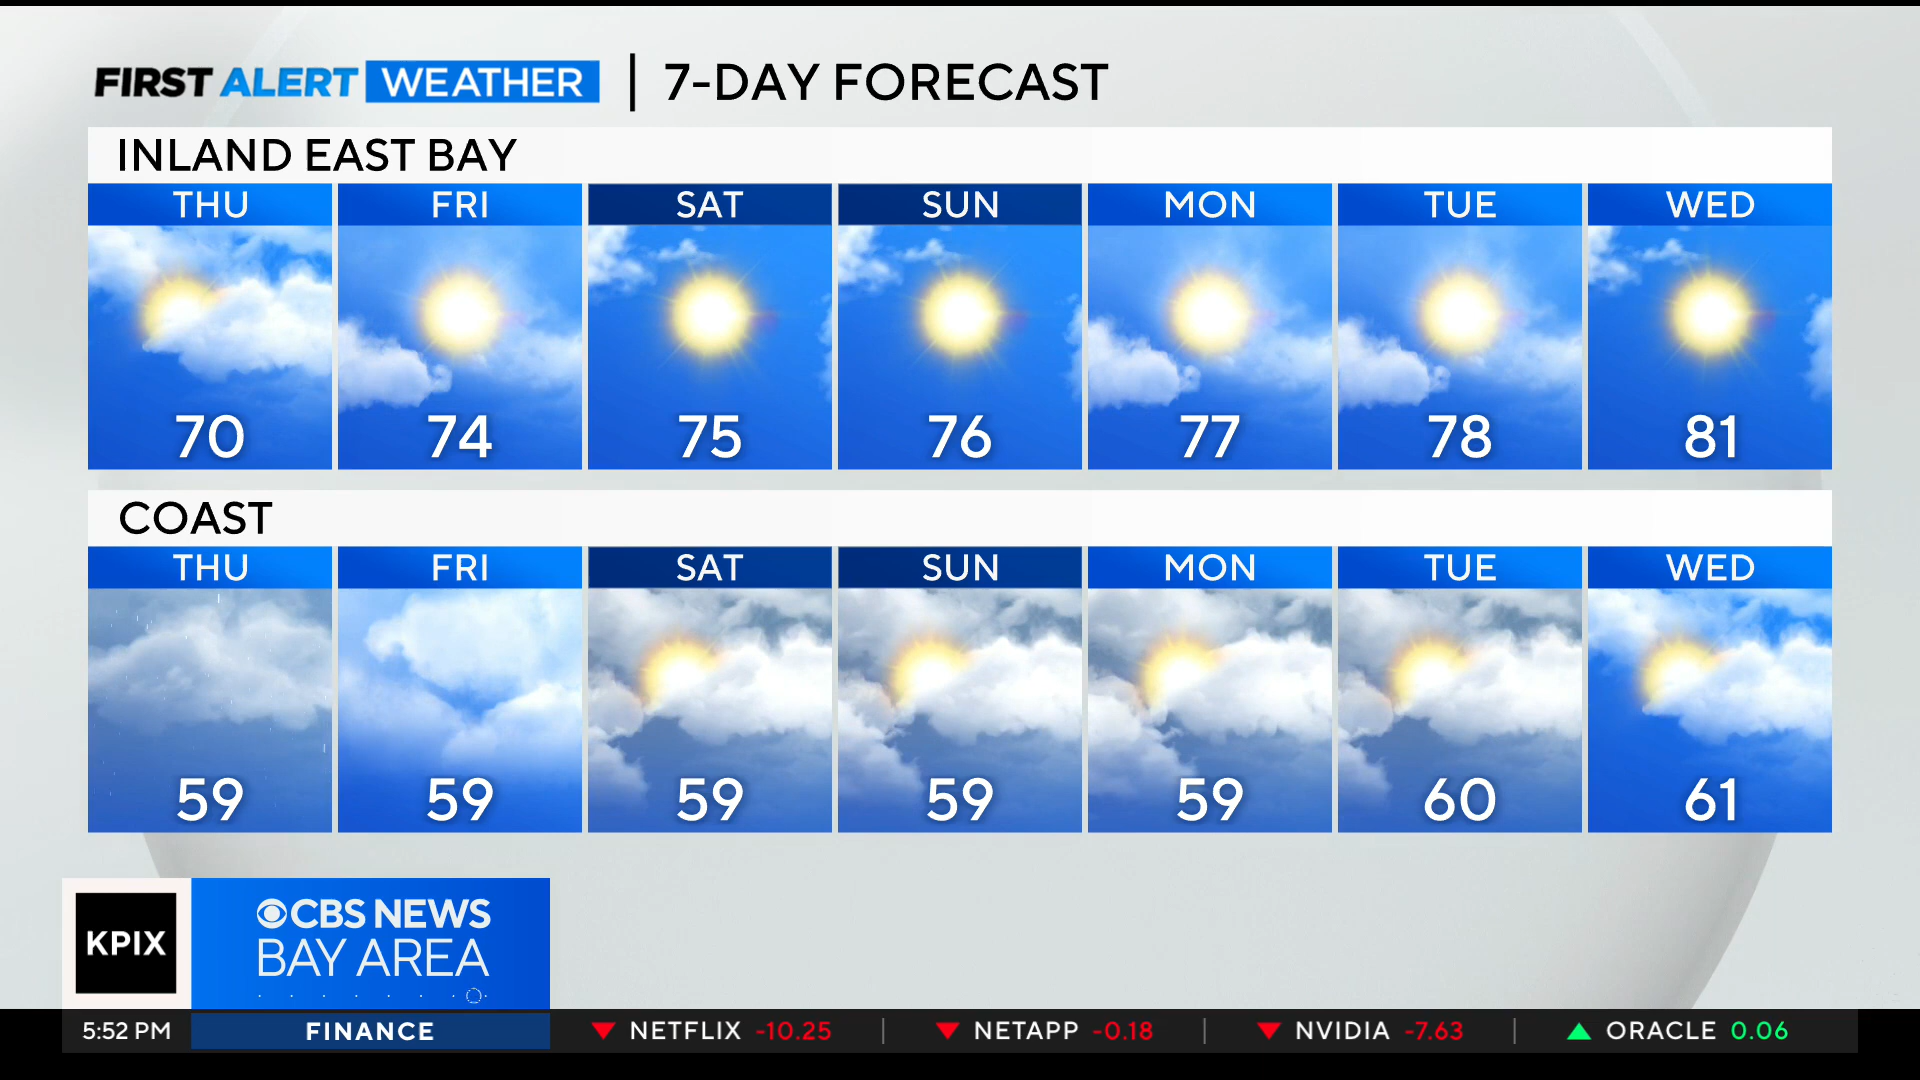 FIRST ALERT WEATHER | 7-DAY FORECAST
INLAND EAST BAY
THU FRI SAT SUN MON TUE WED
70 74 75 76 77 78 81
COAST
THU FRI SAT SUN MON TUE WED
59 59 59 59 59 60 61
KPIX
CBS NEWS
BAY AREA
5:52 PM FINANCE ▼ NETFLIX -10.25 | ▼ NETAPP -0.18 | ▼ NVIDIA -7.63 | ▲ ORACLE 0.06